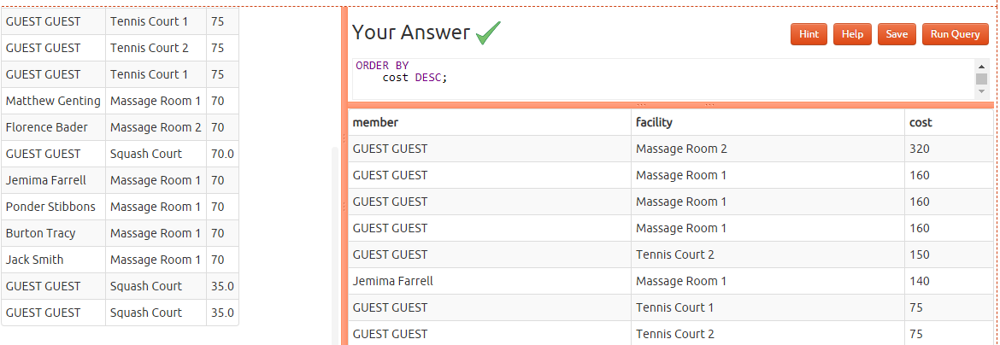 GUEST GUEST Tennis Court 1 75
GUEST GUEST Tennis Court 2 75
GUEST GUEST Tennis Court 1 75
Matthew Genting Massage Room 1 70
Florence Bader Massage Room 2 70
GUEST GUEST Squash Court 70.0
Jemima Farrell Massage Room 1 70
Ponder Stibbons Massage Room 1 70
Burton Tracy Massage Room 1 70
Jack Smith Massage Room 1 70
GUEST GUEST Squash Court 35.0
GUEST GUEST Squash Court 35.0
Your Answer Hint Help Save Run Query
ORDER BY
cost DESC;
member facility cost
GUEST GUEST Massage Room 2 320
GUEST GUEST Massage Room 1 160
GUEST GUEST Massage Room 1 160
GUEST GUEST Massage Room 1 160
GUEST GUEST Tennis Court 2 150
Jemima Farrell Massage Room 1 140
GUEST GUEST Tennis Court 1 75
GUEST GUEST Tennis Court 2 75